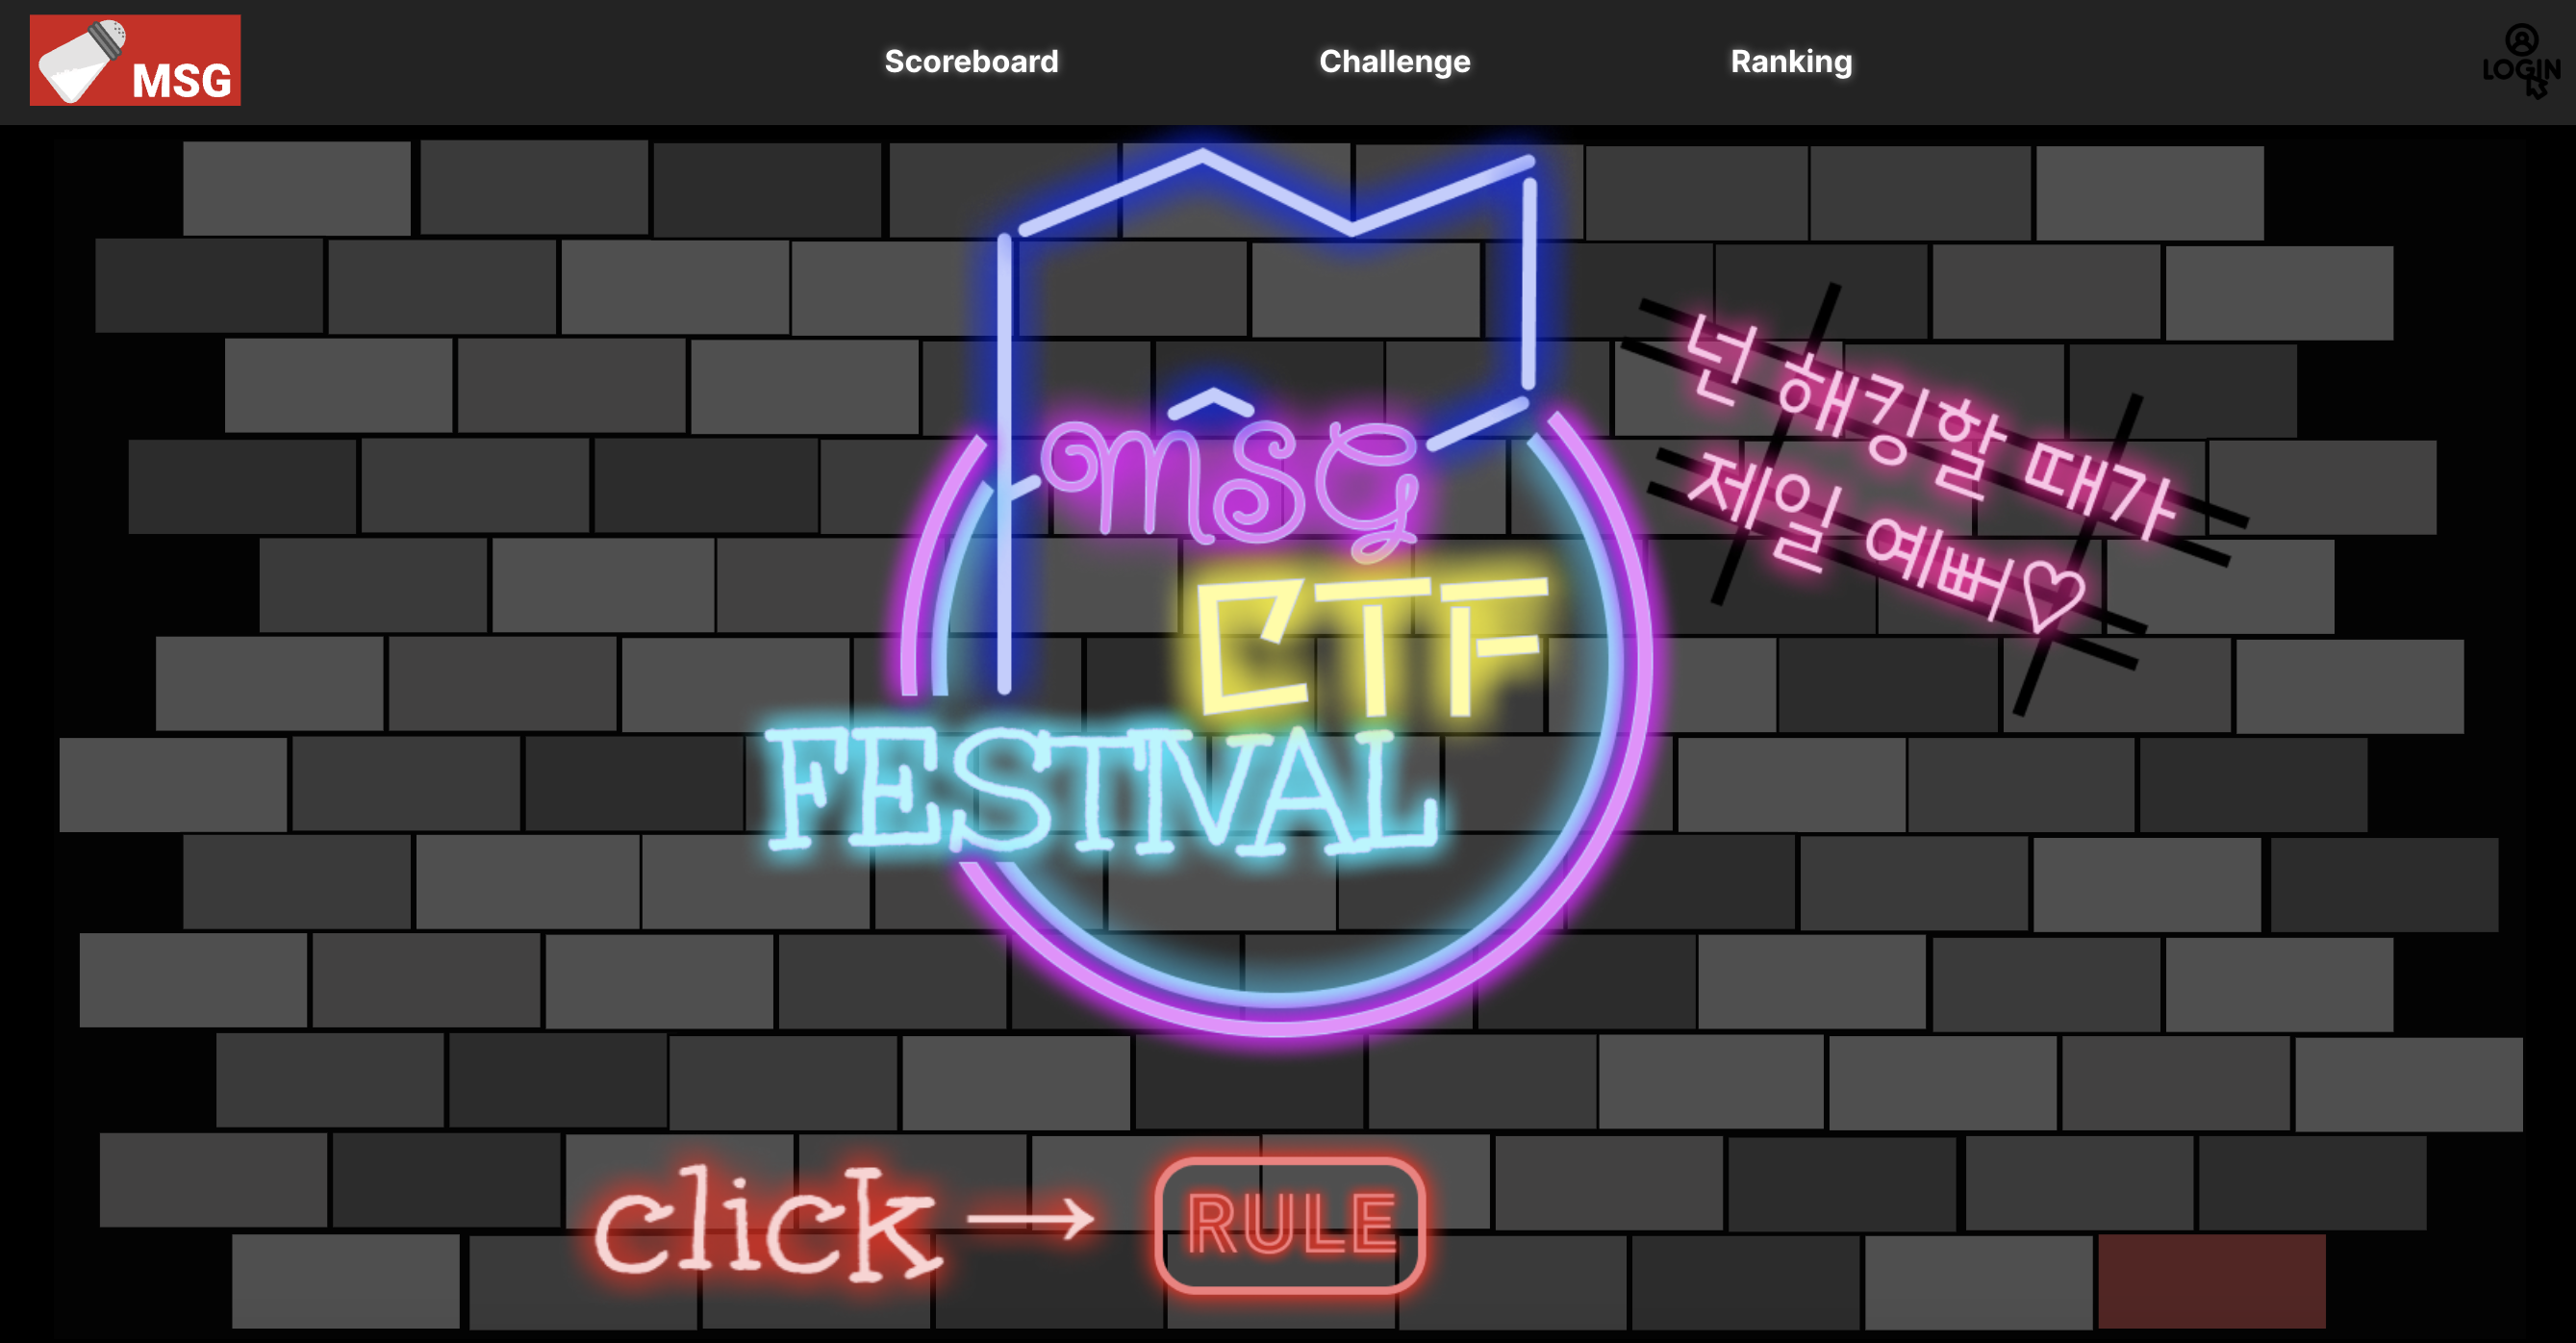 MSG
Scoreboard Challenge Ranking
LOGIN
넌 해킹할 때가
제일 예뻐♡
MSG
CTF
FESTIVAL
click → RULE